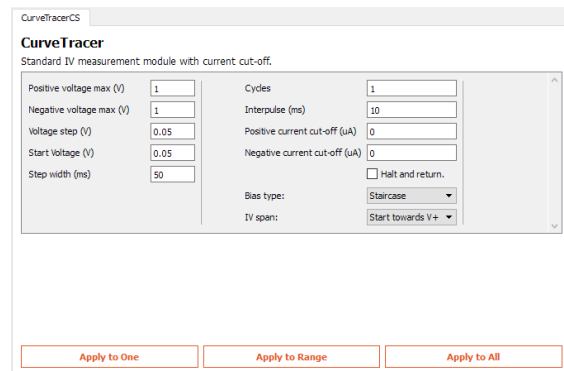 CurveTracerCS
CurveTracer
Standard IV measurement module with current cut-off.
Positive voltage max (V) 1
Negative voltage max (V) 1
Voltage step (V) 0.05
Start Voltage (V) 0.05
Step width (ms) 50
Cycles 1
Interpulse (ms) 10
Positive current cut-off (uA) 0
Negative current cut-off (uA) 0
Halt and return.
Bias type: Staircase
IV span: Start towards V+
Apply to One Apply to Range Apply to All